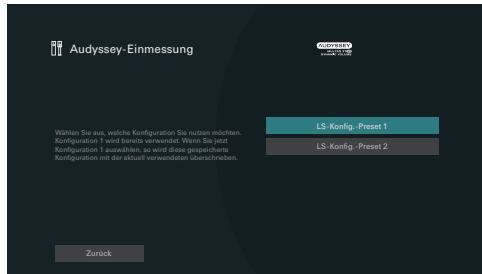 Audyssey-Einmessung
AUDYSSEY
LS-Konfig.-Preset 1
LS-Konfig.-Preset 2
Wählen Sie aus, welche Konfiguration Sie nutzen möchten.
Konfiguration 1 wird bereits verwendet. Wenn Sie jetzt
Konfiguration 1 auswählen, so wird diese gespeicherte
Konfiguration mit der aktuell verwendeten überschrieben.
Zurück